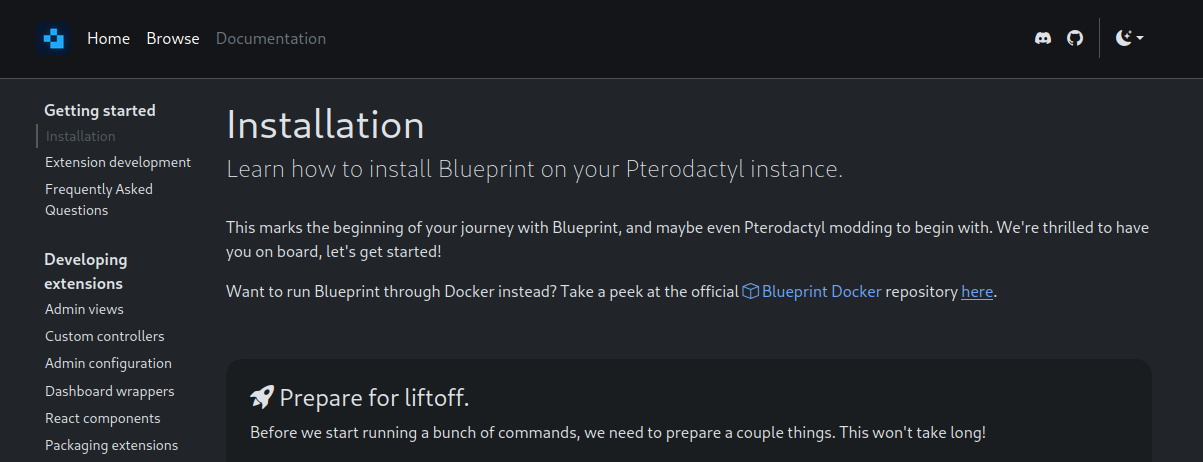 Home Browse Documentation
Getting started
Installation
Extension development
Frequently Asked
Questions
Developing
extensions
Admin views
Custom controllers
Admin configuration
Dashboard wrappers
React components
Packaging extensions
Installation
Learn how to install Blueprint on your Pterodactyl instance.
This marks the beginning of your journey with Blueprint, and maybe even Pterodactyl modding to begin with. We're thrilled to have
you on board, let's get started!
Want to run Blueprint through Docker instead? Take a peek at the official Blueprint Docker repository here.
Prepare for liftoff.
Before we start running a bunch of commands, we need to prepare a couple things. This won't take long!